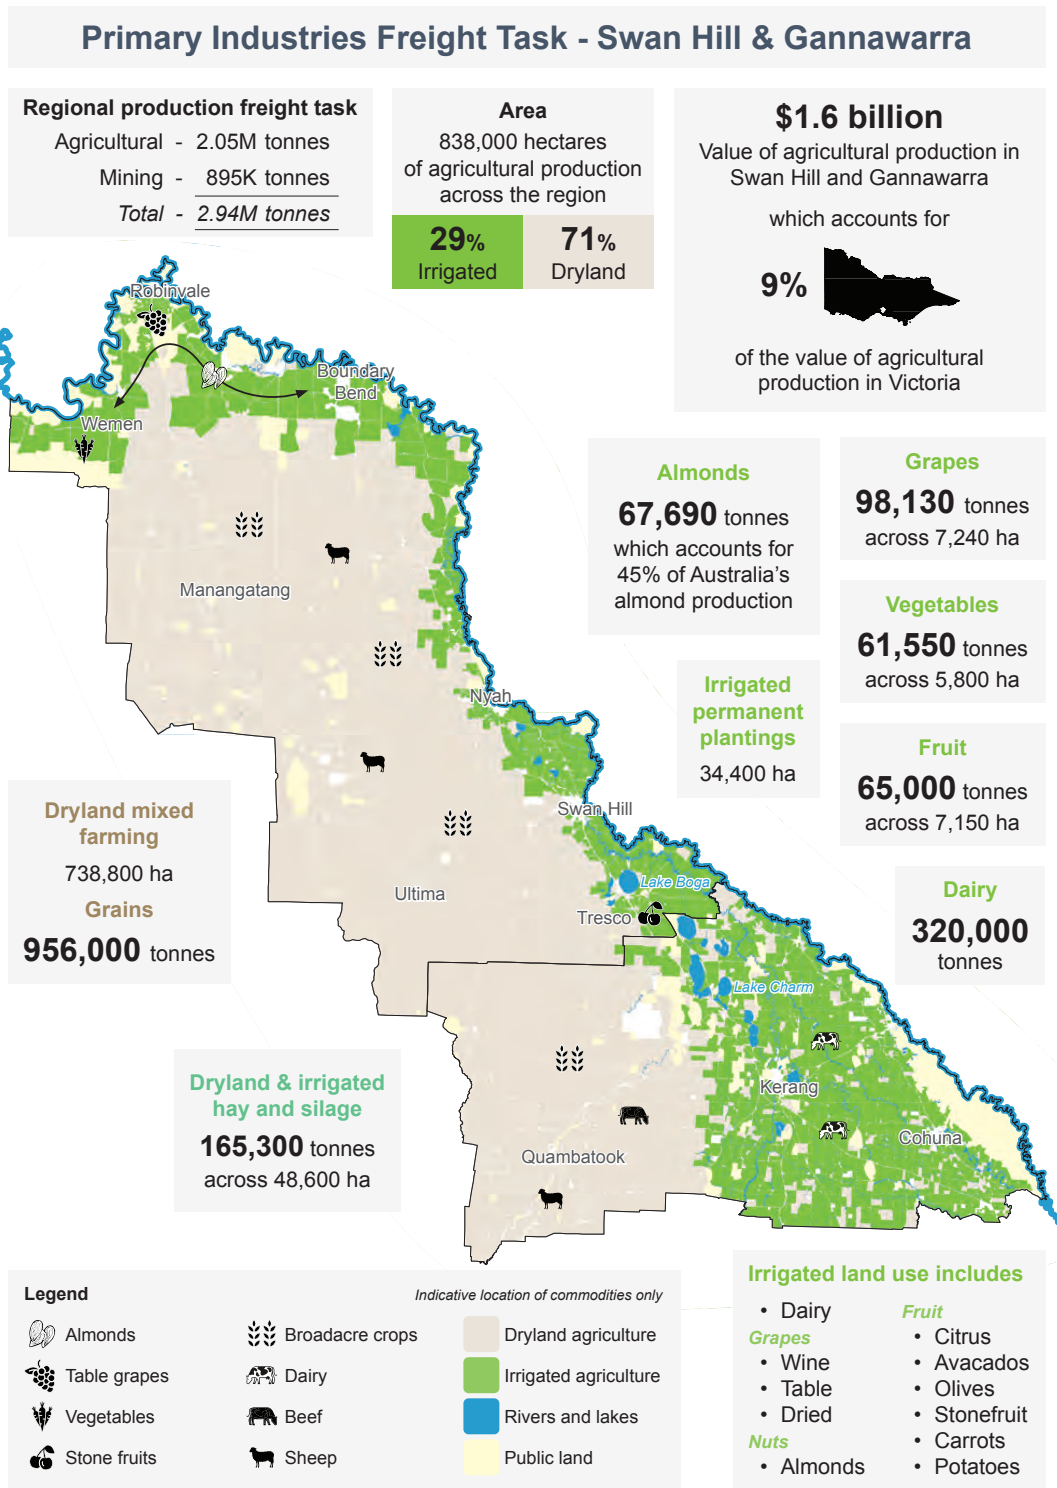 Primary Industries Freight Task - Swan Hill & Gannawarra
Regional production freight task
Agricultural - 2.05M tonnes
Mining - 895K tonnes
Total - 2.94M tonnes
Area
838,000 hectares
of agricultural production
across the region
29%
Irrigated
71%
Dryland
$1.6 billion
Value of agricultural production in
Swan Hill and Gannawarra
which accounts for
9%
of the value of agricultural
production in Victoria
Robinvale
Boundary
Bend
Wemen
Manangatang
Nyah
Swan Hill
Ultima
Lake Boga
Tresco
Lake Charm
Kerang
Cohuna
Quambatook
Almonds
67,690 tonnes
which accounts for
45% of Australia's
almond production
Grapes
98,130 tonnes
across 7,240 ha
Vegetables
61,550 tonnes
across 5,800 ha
Irrigated
permanent
plantings
34,400 ha
Fruit
65,000 tonnes
across 7,150 ha
Dairy
320,000
tonnes
Dryland mixed
farming
738,800 ha
Grains
956,000 tonnes
Dryland & irrigated
hay and silage
165,300 tonnes
across 48,600 ha
Legend
Indicative location of commodities only
Almonds
Table grapes
Vegetables
Stone fruits
Broadacre crops
Dairy
Beef
Sheep
Dryland agriculture
Irrigated agriculture
Rivers and lakes
Public land
Irrigated land use includes
• Dairy
Grapes
• Wine
• Table
• Dried
Nuts
• Almonds
Fruit
• Citrus
• Avacados
• Olives
• Stonefruit
• Carrots
• Potatoes